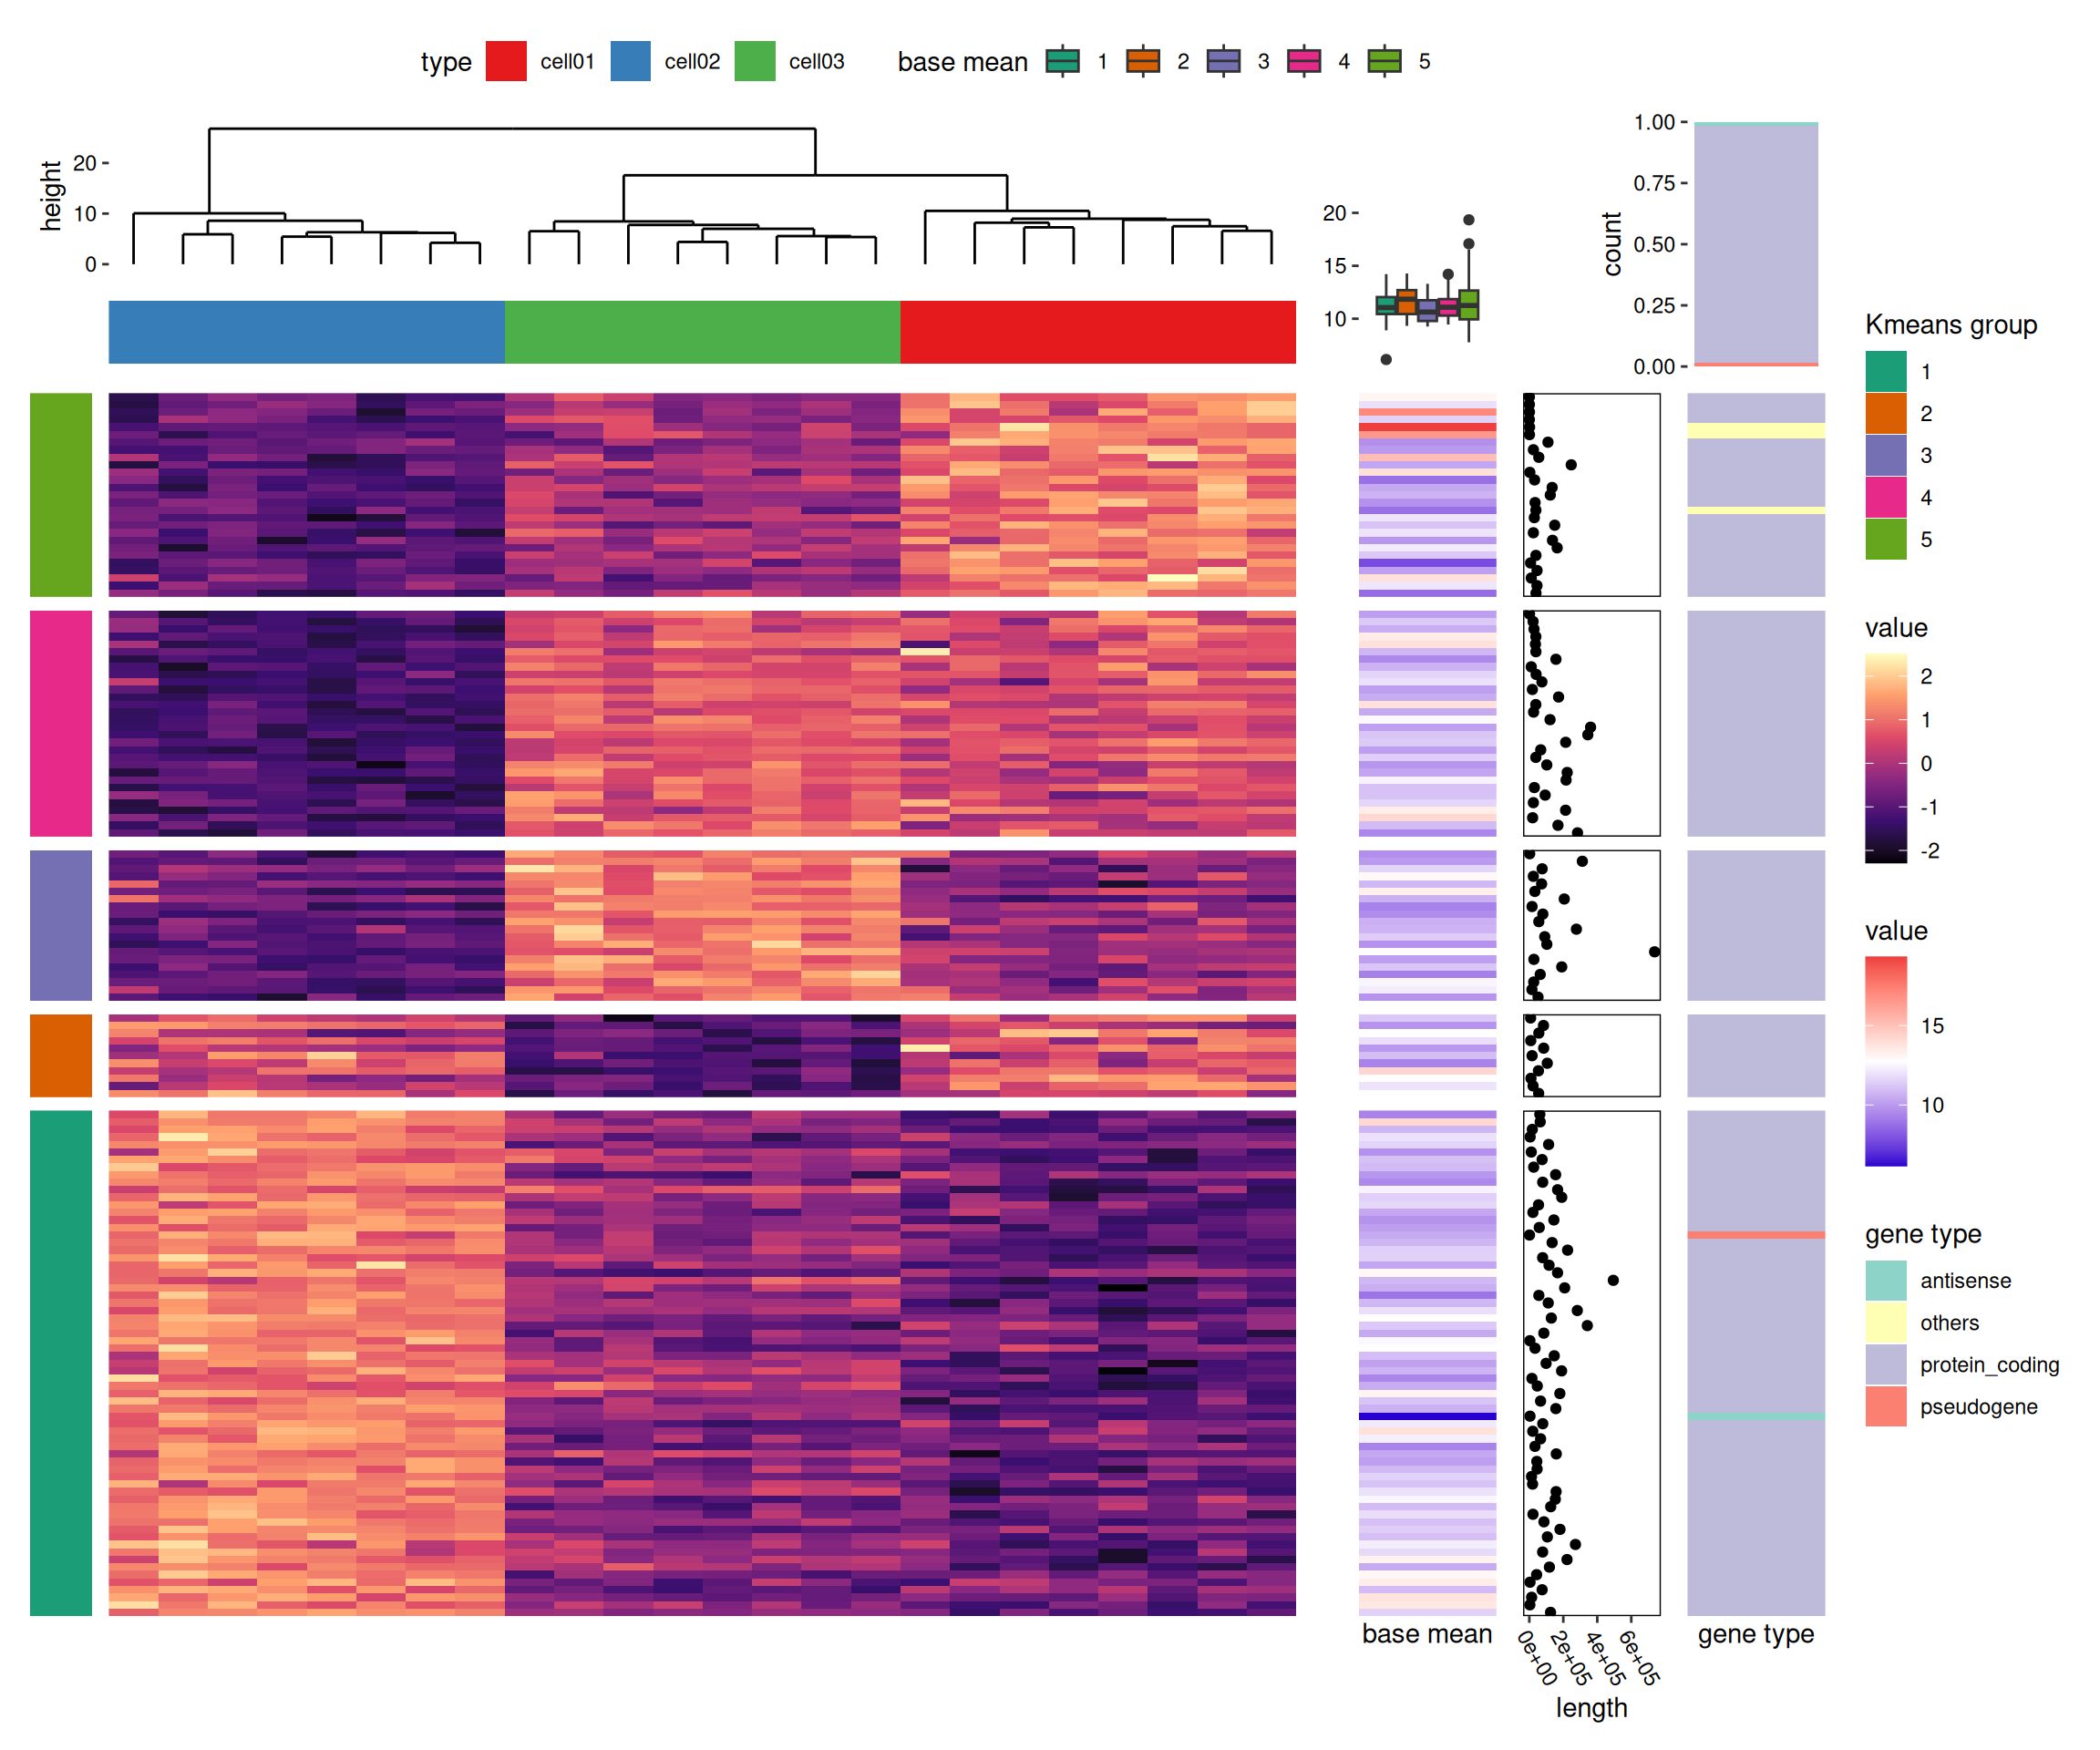 type cell01 cell02 cell03 base mean 1 2 3 4 5
height
20
10
0
20
15
10
count
1.00
0.75
0.50
0.25
0.00
Kmeans group
1
2
3
4
5
value
2
1
0
-1
-2
value
15
10
gene type
antisense
others
protein_coding
pseudogene
base mean
0e+00
2e+05
4e+05
6e+05
length
gene type